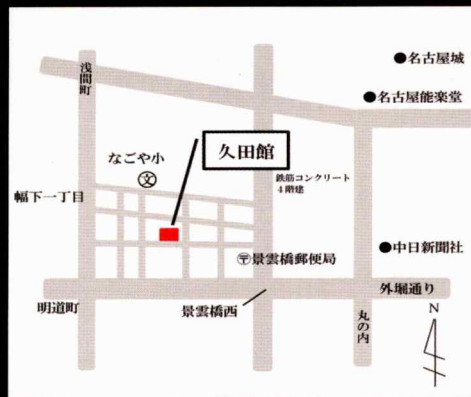 ●名古屋城
浅間町
●名古屋能楽堂
なごや小
文
久田館
鉄筋コンクリート
4階建
幅下一丁目
〒景雲橋郵便局
●中日新聞社
外堀通り
明道町
景雲橋西
丸の内
N